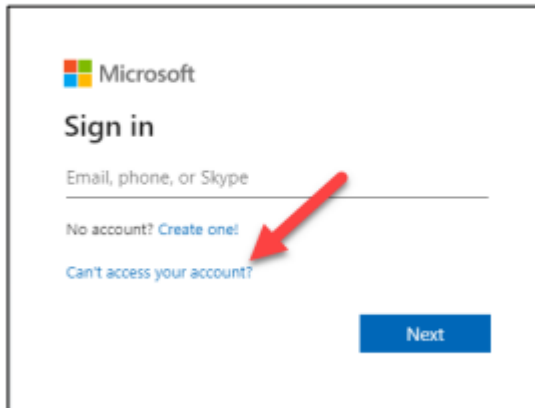 Microsoft
Sign in
Email, phone, or Skype
No account? Create one!
Can't access your account?
Next